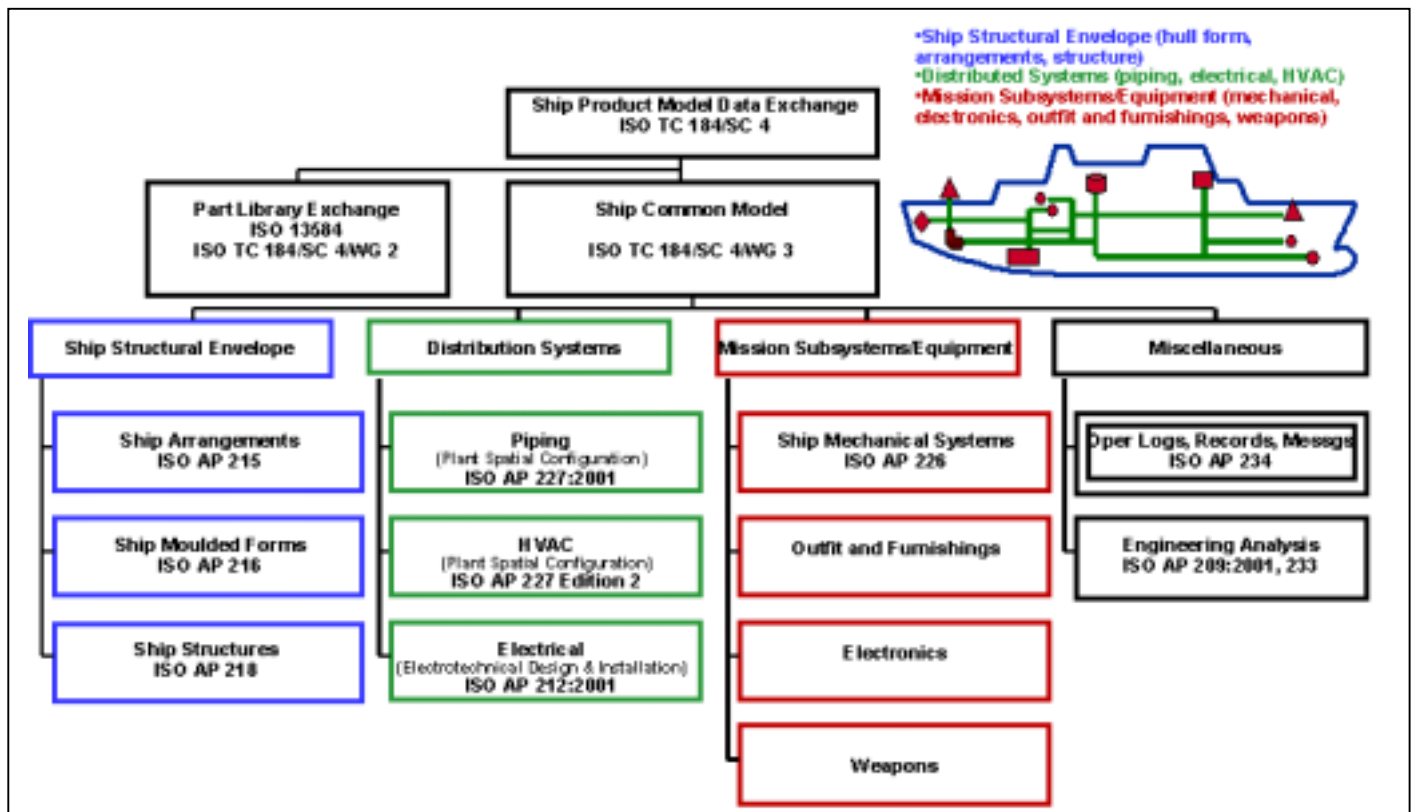 •Ship Structural Envelope (hull form,
arrangements, structure)
•Distributed Systems (piping, electrical, HVAC)
•Mission Subsystems/Equipment (mechanical,
electronics, outfit and furnishings, weapons)
Ship Product Model Data Exchange
ISO TC 184/SC 4
Part Library Exchange
ISO 13584
ISO TC 184/SC 4/WG 2
Ship Common Model
ISO TC 184/SC 4/WG 3
Ship Structural Envelope
Distribution Systems
Mission Subsystems/Equipment
Miscellaneous
Ship Arrangements
ISO AP 215
Ship Moulded Forms
ISO AP 216
Ship Structures
ISO AP 218
Piping
(Plant Spatial Configuration)
ISO AP 227:2001
HVAC
(Plant Spatial Configuration)
ISO AP 227 Edition 2
Electrical
(Electrotechnical Design & Installation)
ISO AP 212:2001
Ship Mechanical Systems
ISO AP 226
Outfit and Furnishings
Electronics
Weapons
Oper Logs, Records, Messgs
ISO AP 234
Engineering Analysis
ISO AP 209:2001, 233